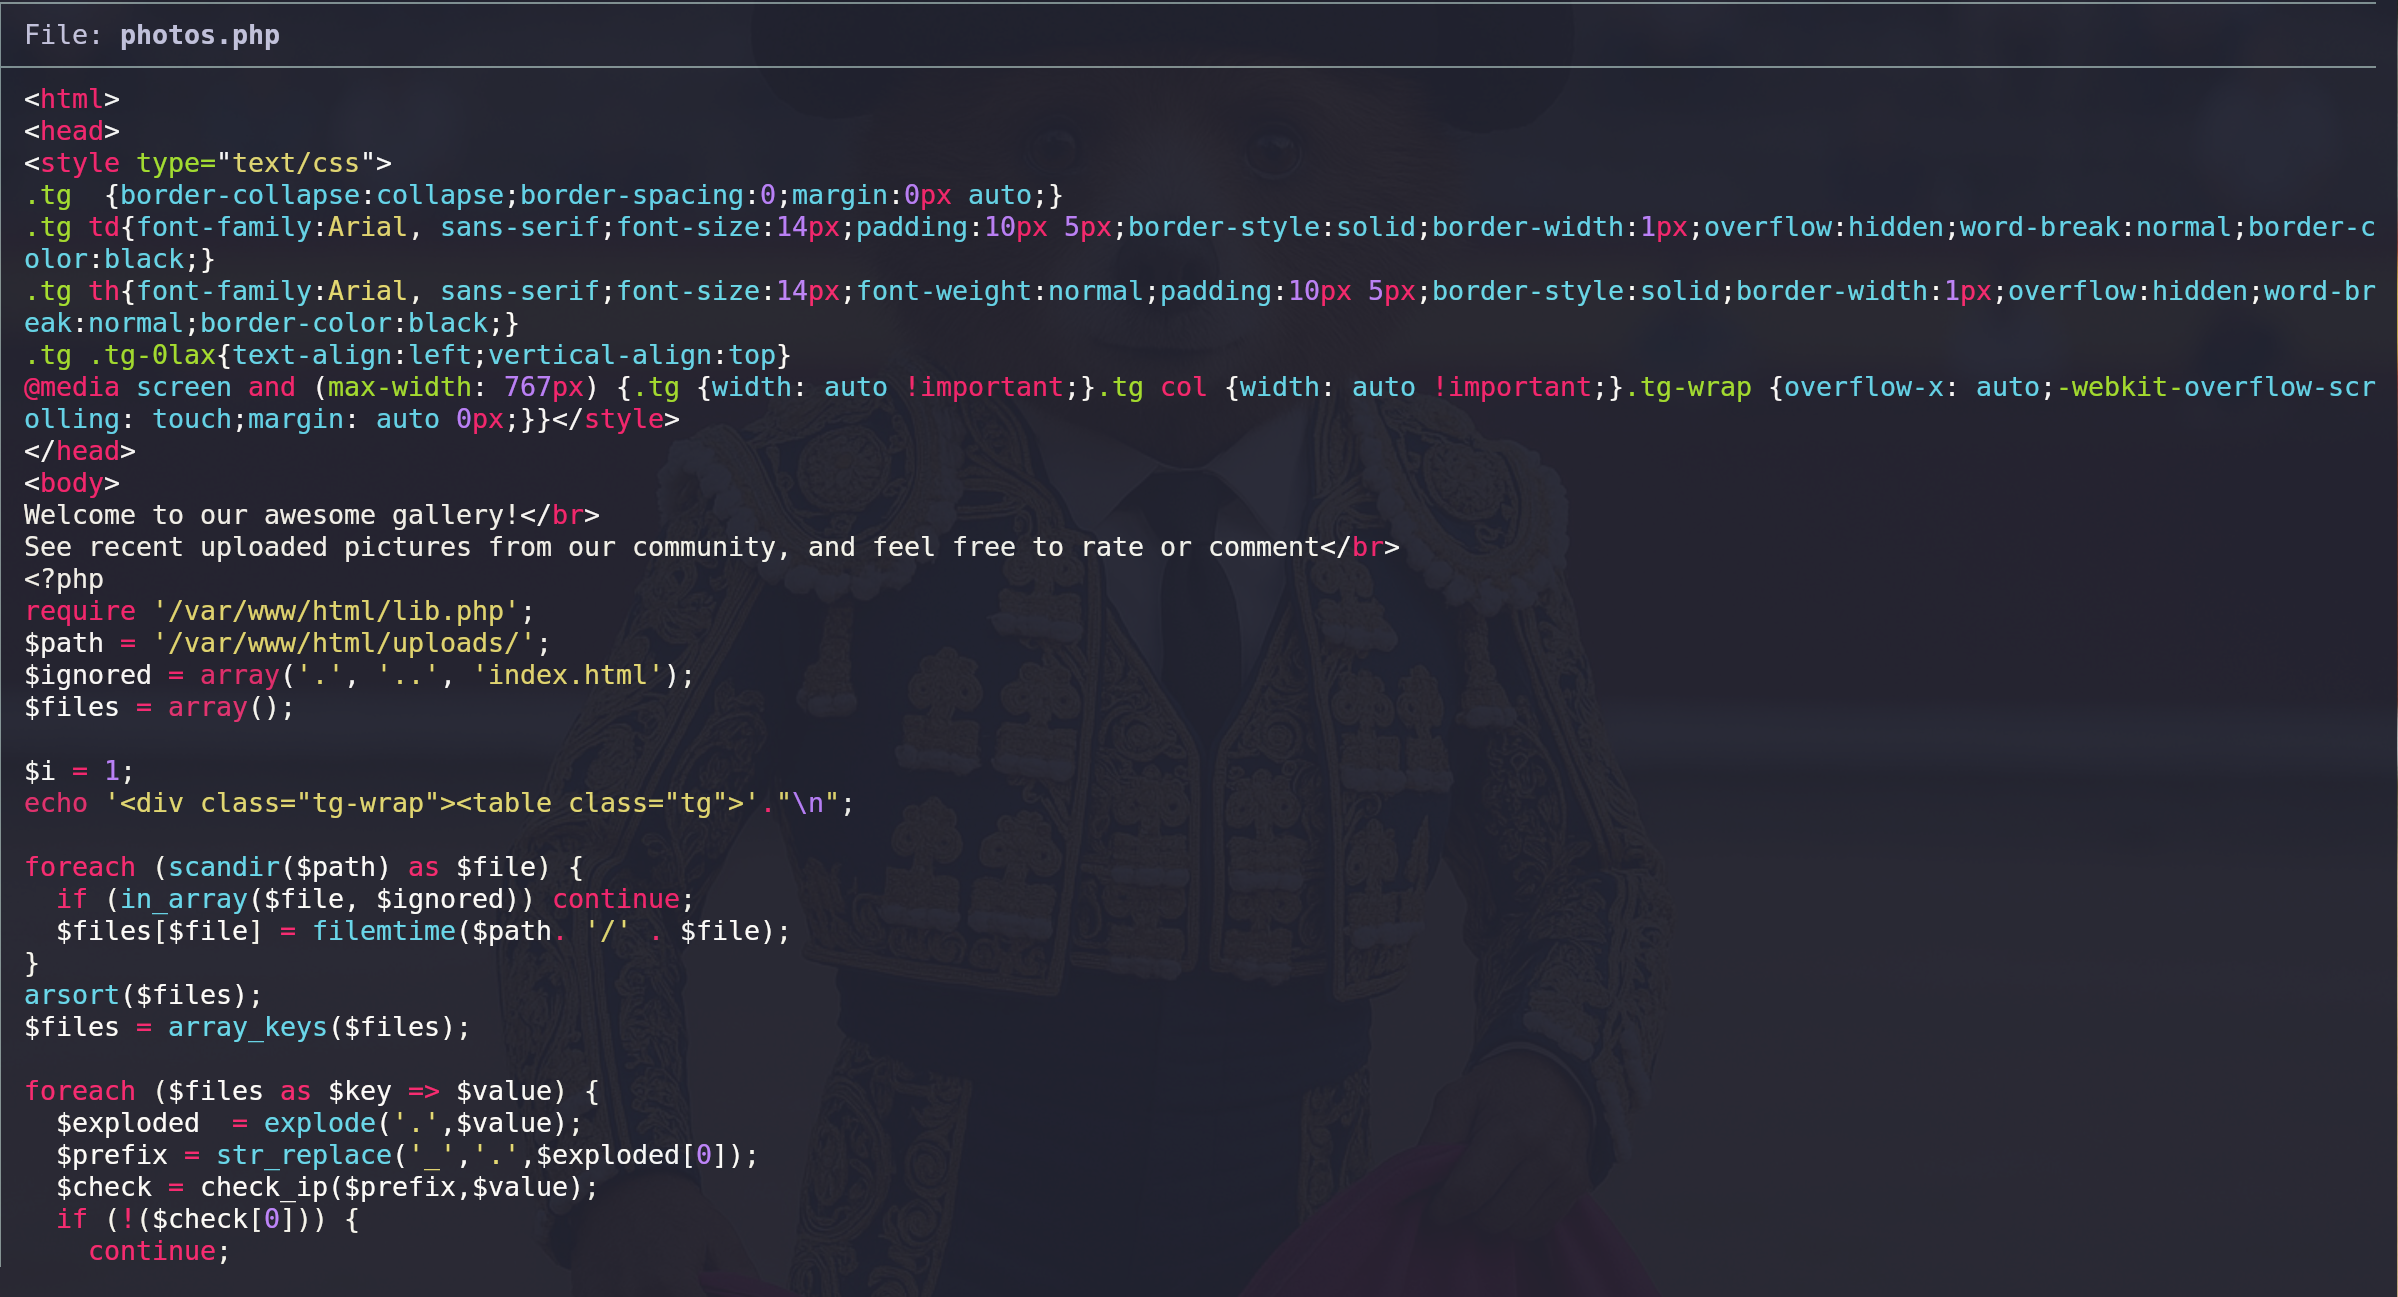 File: photos.php
<html>
<head>
<style type="text/css">
.tg  {border-collapse:collapse;border-spacing:0;margin:0px auto;}
.tg td{font-family:Arial, sans-serif;font-size:14px;padding:10px 5px;border-style:solid;border-width:1px;overflow:hidden;word-break:normal;border-c
olor:black;}
.tg th{font-family:Arial, sans-serif;font-size:14px;font-weight:normal;padding:10px 5px;border-style:solid;border-width:1px;overflow:hidden;word-br
eak:normal;border-color:black;}
.tg .tg-0lax{text-align:left;vertical-align:top}
@media screen and (max-width: 767px) {.tg {width: auto !important;}.tg col {width: auto !important;}.tg-wrap {overflow-x: auto;-webkit-overflow-scr
olling: touch;margin: auto 0px;}}</style>
</head>
<body>
Welcome to our awesome gallery!</br>
See recent uploaded pictures from our community, and feel free to rate or comment</br>
<?php
require '/var/www/html/lib.php';
$path = '/var/www/html/uploads/';
$ignored = array('.', '..', 'index.html');
$files = array();

$i = 1;
echo '<div class="tg-wrap"><table class="tg">'."\n";

foreach (scandir($path) as $file) {
  if (in_array($file, $ignored)) continue;
  $files[$file] = filemtime($path. '/' . $file);
}
arsort($files);
$files = array_keys($files);

foreach ($files as $key => $value) {
  $exploded  = explode('.',$value);
  $prefix = str_replace('_','.',$exploded[0]);
  $check = check_ip($prefix,$value);
  if (!($check[0])) {
    continue;